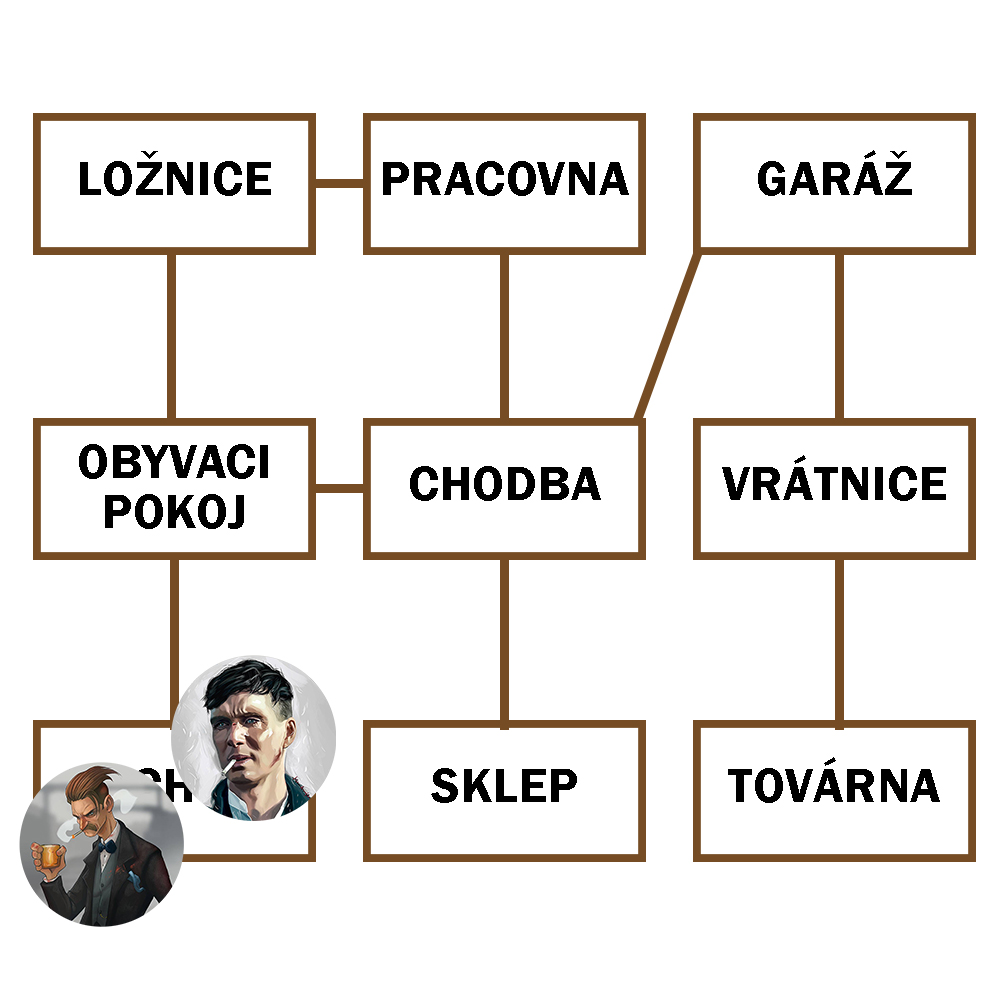 LOŽNICE
PRACOVNA
GARÁŽ
OBYVACI
POKOJ
CHODBA
VRÁTNICE
SKLEP
TOVÁRNA